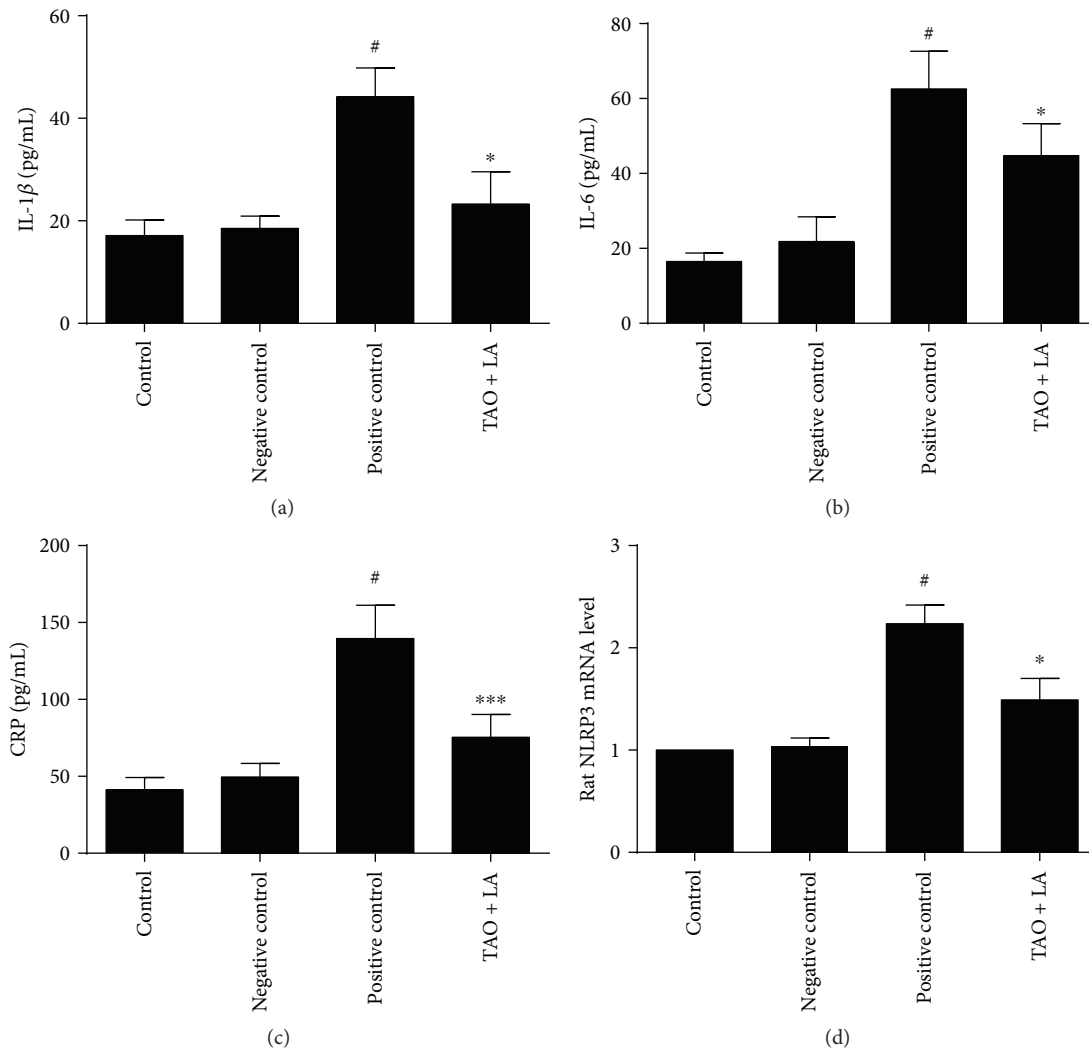 60
40
20
0
IL-1β (pg/mL)
#
*
Control
Negative control
Positive control
TAO + LA
(a)
80
60
40
20
0
IL-6 (pg/mL)
#
*
Control
Negative control
Positive control
TAO + LA
(b)
200
150
100
50
0
CRP (pg/mL)
#
***
Control
Negative control
Positive control
TAO + LA
(c)
3
2
1
0
Rat NLRP3 mRNA level
#
*
Control
Negative control
Positive control
TAO + LA
(d)